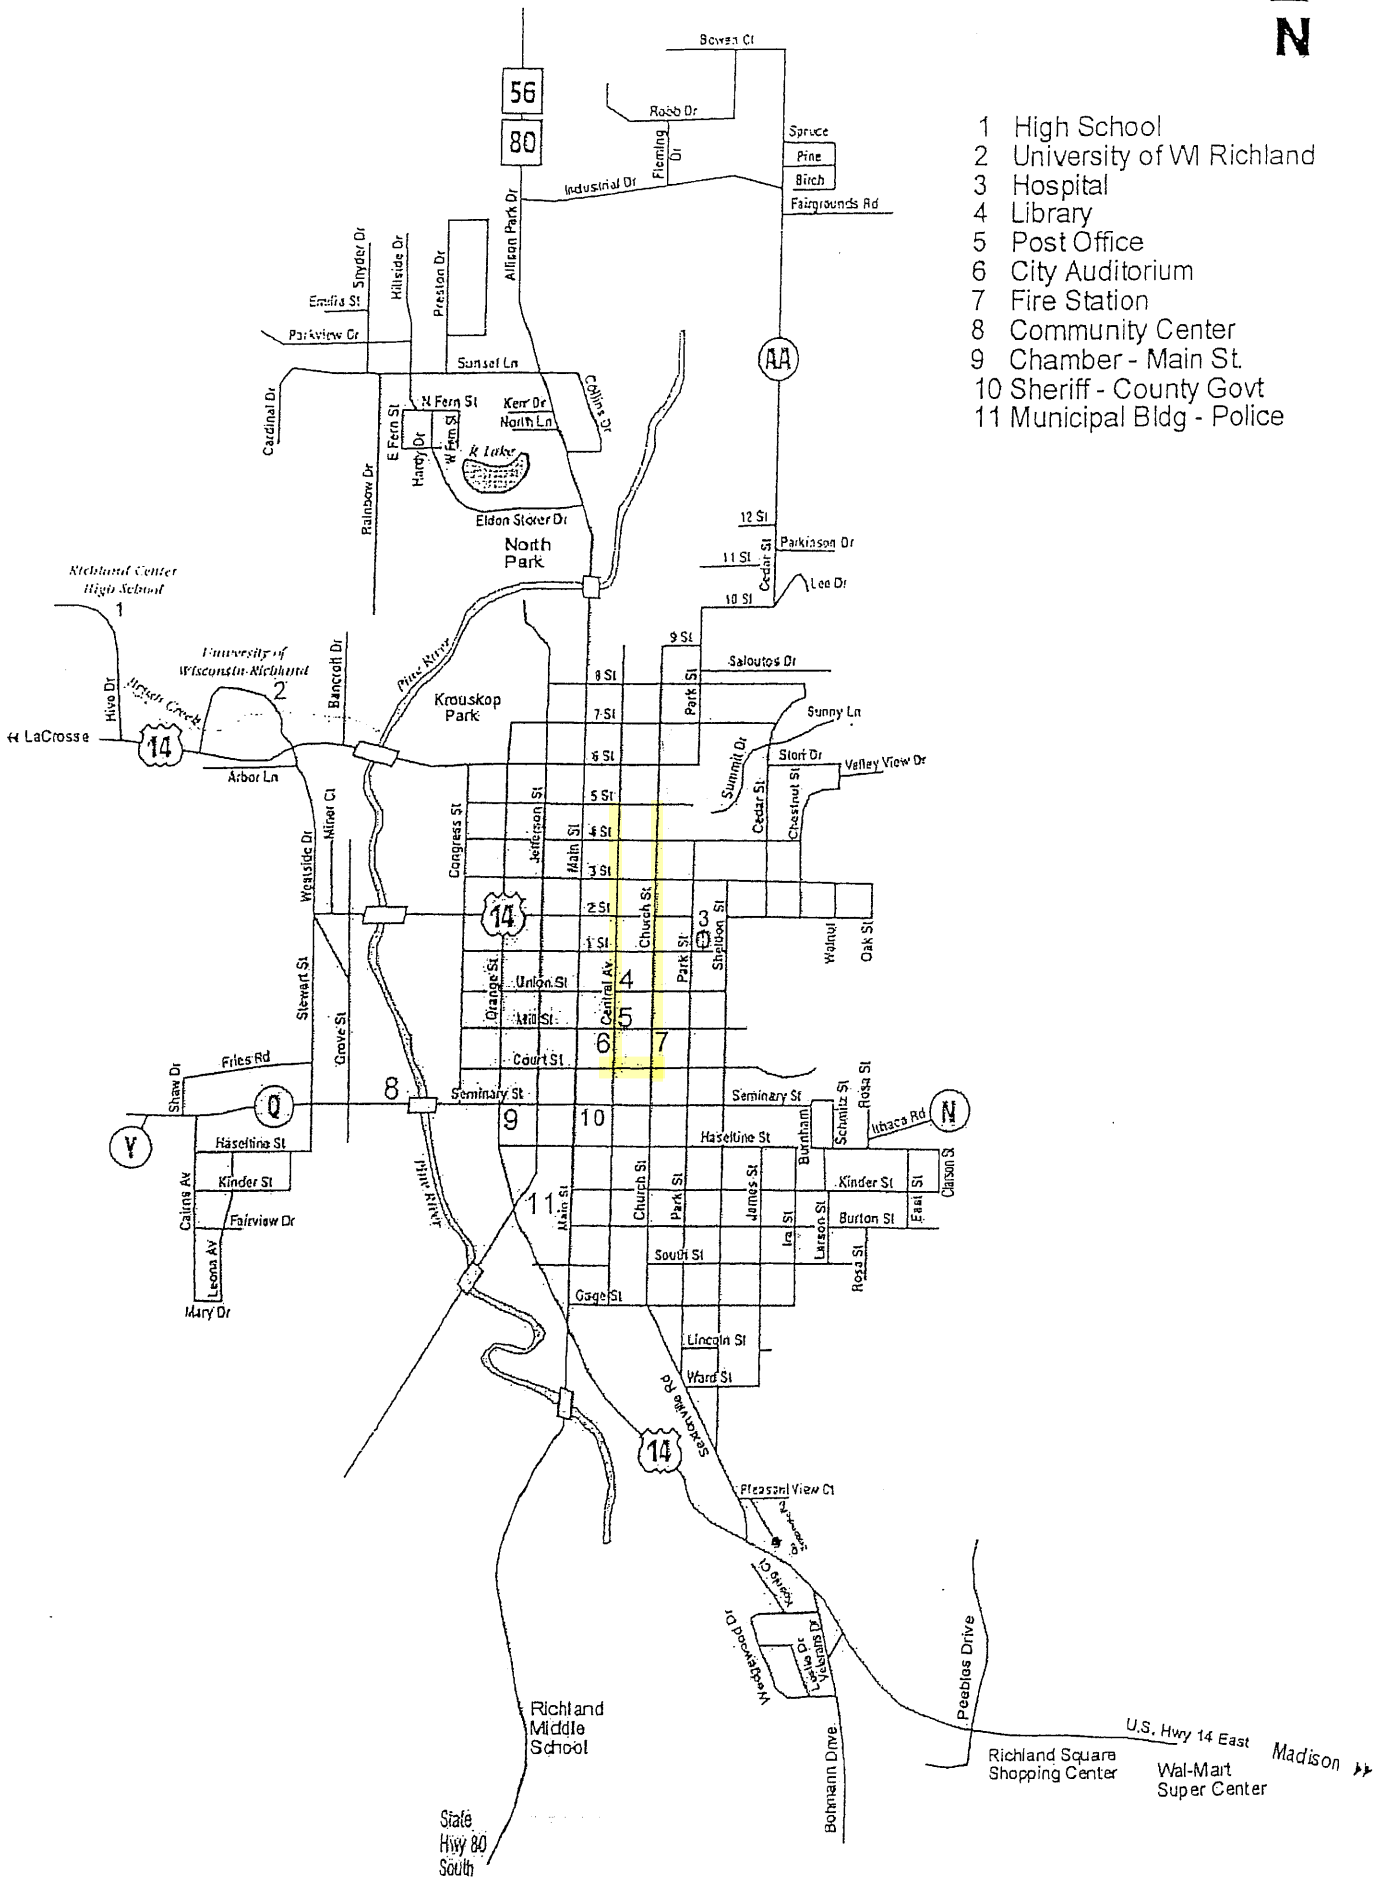 N
1 High School
2 University of WI Richland
3 Hospital
4 Library
5 Post Office
6 City Auditorium
7 Fire Station
8 Community Center
9 Chamber - Main St.
10 Sheriff - County Govt
11 Municipal Bldg - Police
Bowen Ct
56
80
Robb Dr
Fleming Dr
Spruce
Pine
Birch
Industrial Dr
Fairgrounds Rd
Allison Park Dr
Snyder Dr
Hillside Dr
Preston Dr
Emilia St
Parkview Dr
AA
Sunset Ln
Cardinal Dr
Collins Dr
N Fern St
E Fern St
W Fern St
Hardy Dr
Kerr Dr
North Ln
Rainbow Dr
Eldon Storer Dr
12 St
Parkinson Dr
North
Park
11 St
Cedar St
Lee Dr
10 St
Richland Center
High School
1
9 St
Saloutos Dr
University of
Wisconsin-Richland
2
Bancroft Dr
Pine River
8 St
Park St
Hive Dr
Krouskop
Park
7 St
Sunny Ln
LaCrosse
14
6 St
Summit Dr
Stori Dr
Valley View Dr
Arbor Ln
Miner Ct
5 St
Cedar St
Chestnut St
Congress St
Jefferson St
Main St
4 St
Westside Dr
3 St
14
2 St
Church St
3
Sheldon St
Walnut
Oak St
1 St
Park St
Stewart St
Orange St
Union St
Central Av
4
Mill St
5
Grove St
6
7
Court St
Fries Rd
Shaw Dr
8
Seminary St
Seminary St
Schmitz St
Rosa St
Q
Y
9
10
Burnham
Ithaca Rd
N
Haseltine St
Haseltine St
Clarson St
Cairns Av
Kinder St
Pine River
Church St
Park St
James St
Kinder St
East St
Fairview Dr
11
Main St
Ira St
Larson St
Burton St
Leona Av
South St
Rosa St
Mary Dr
Gage St
Lincoln St
Ward St
Sextonville Rd
14
Pleasant View Ct
Wedgewood Dr
Veterans Dr
Peebles Drive
Richland
Middle
School
Bohmann Drive
U.S. Hwy 14 East
Madison
Richland Square
Shopping Center
Wal-Mart
Super Center
State
Hwy 80
South